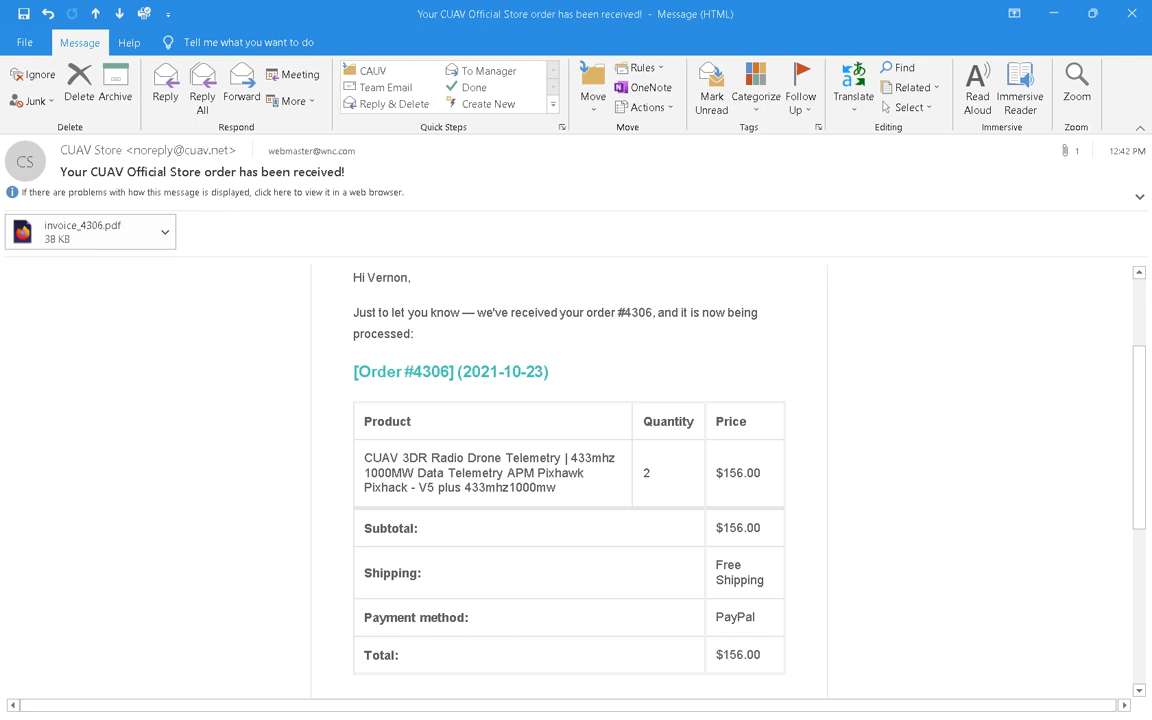 Your CUAV Official Store order has been received! - Message (HTML)
File Message Help Tell me what you want to do
Ignore
Junk
Delete Archive
Delete
Reply Reply All Forward
Meeting
More
Respond
CAUV To Manager
Team Email Done
Reply & Delete Create New
Quick Steps
Move
Rules
OneNote
Actions
Move
Mark Unread Categorize Follow Up
Tags
Translate
Find
Related
Select
Editing
Read Aloud Immersive Reader
Immersive
Zoom
Zoom
CS
CUAV Store <noreply@cuav.net> webmaster@wnc.com
1 12:42 PM
Your CUAV Official Store order has been received!
If there are problems with how this message is displayed, click here to view it in a web browser.
invoice_4306.pdf
38 KB
Hi Vernon,
Just to let you know — we've received your order #4306, and it is now being
processed:
[Order #4306] (2021-10-23)
Product Quantity Price
CUAV 3DR Radio Drone Telemetry | 433mhz
1000MW Data Telemetry APM Pixhawk
Pixhack - V5 plus 433mhz1000mw
2 $156.00
Subtotal: $156.00
Shipping: Free
Shipping
Payment method: PayPal
Total: $156.00